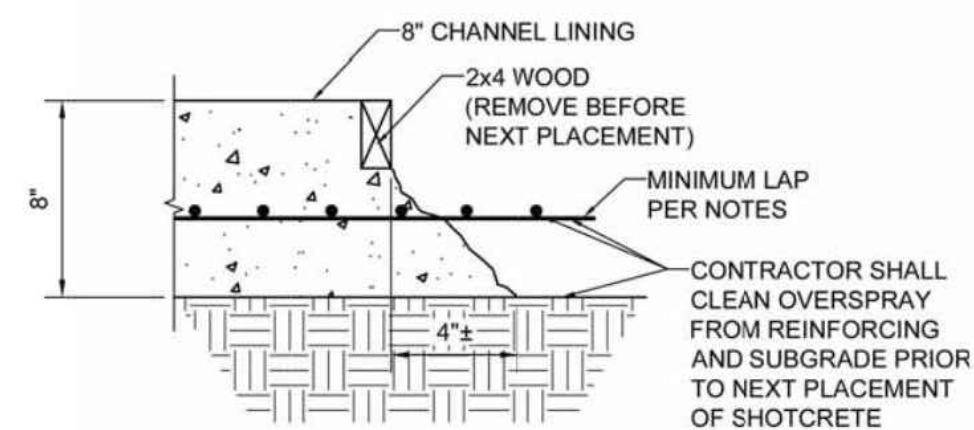 8" CHANNEL LINING
2x4 WOOD
(REMOVE BEFORE
NEXT PLACEMENT)
8"
MINIMUM LAP
PER NOTES
CONTRACTOR SHALL
CLEAN OVERSPRAY
FROM REINFORCING
AND SUBGRADE PRIOR
TO NEXT PLACEMENT
OF SHOTCRETE
4"±